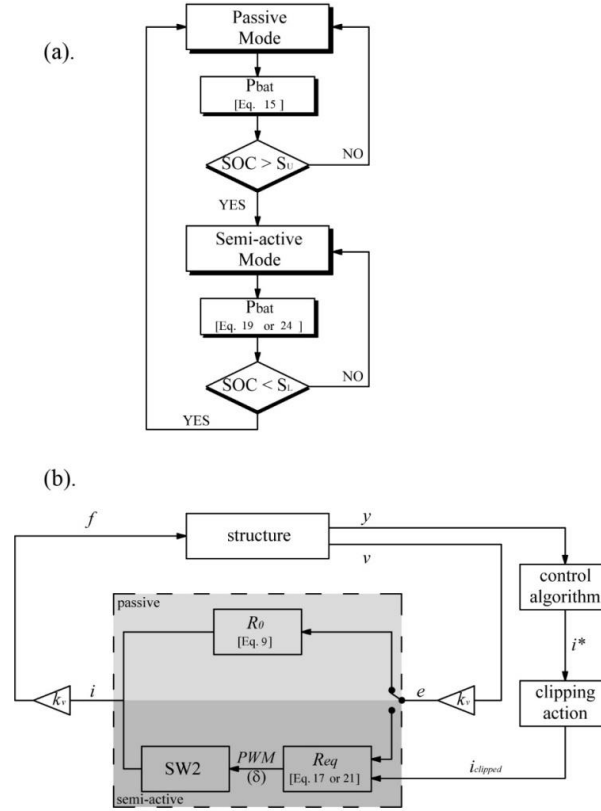 (a).
Passive
Mode
Pbat
[Eq. 15]
SOC > SU
NO
YES
Semi-active
Mode
Pbat
[Eq. 19 or 24 ]
SOC < SL
NO
YES
(b).
f
structure
y
v
control
algorithm
i*
clipping
action
iclipped
passive
R0
[Eq. 9]
kv
i
e
kv
SW2
PWM
(δ)
Req
[Eq. 17 or 21]
semi-active